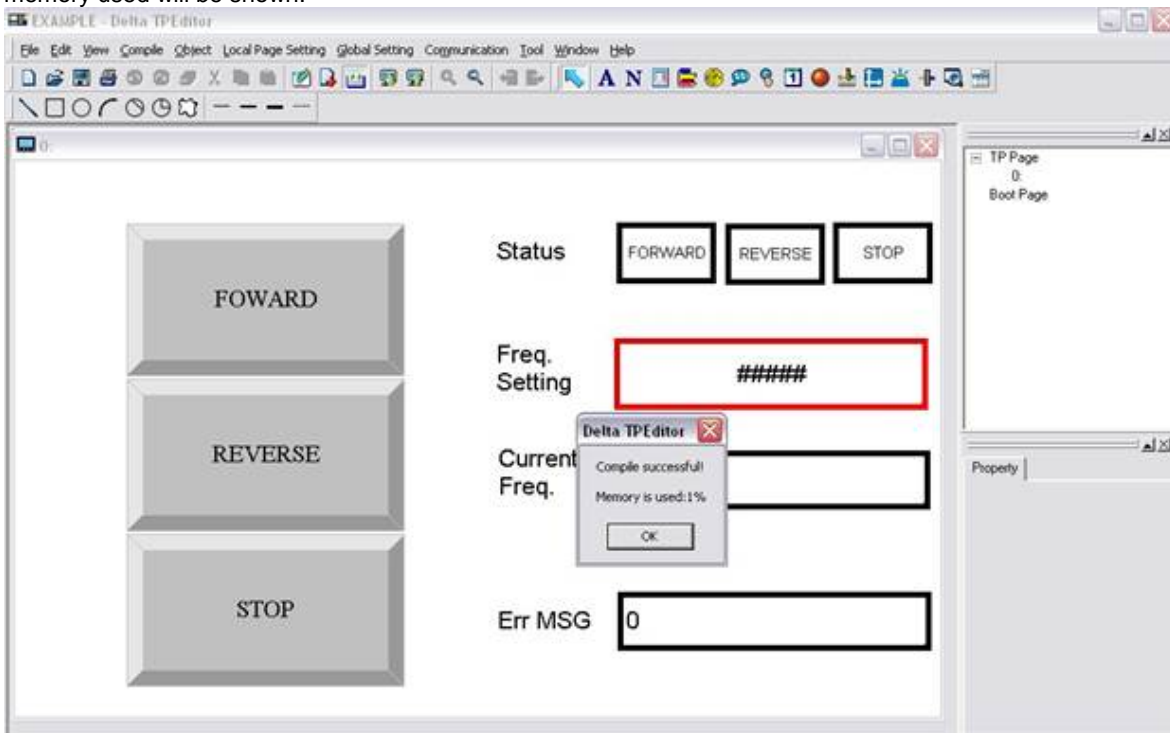 memory used will be shown.
EXAMPLE - Delta TPEditor
File Edit View Compile Object Local Page Setting Global Setting Communication Tool Window Help
A N 1
0:
TP Page
0:
Boot Page
FOWARD
REVERSE
STOP
Status
FORWARD
REVERSE
STOP
Freq.
Setting
#####
Current
Freq.
Delta TPEditor
Compile successful!
Memory is used:1%
OK
Err MSG
0
Property